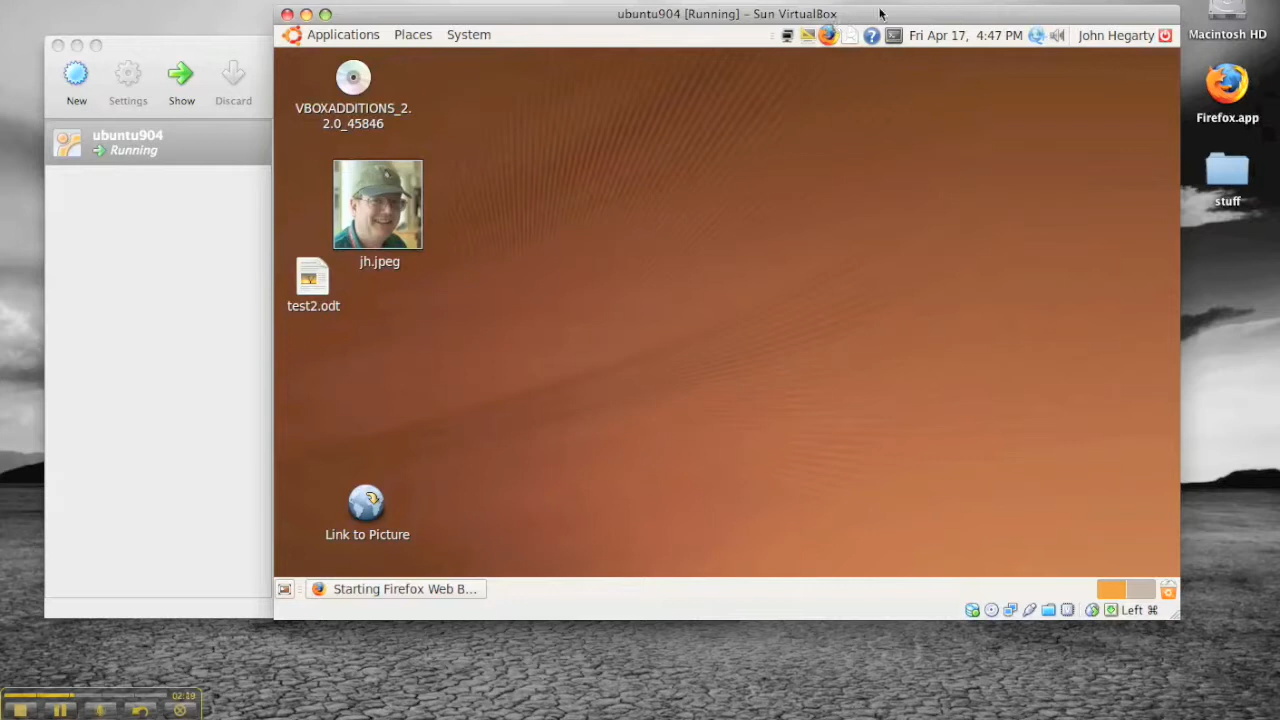 ubuntu904 [Running] – Sun VirtualBox
Applications Places System
Fri Apr 17, 4:47 PM
John Hegarty
Macintosh HD
New Settings Show Discard
ubuntu904
Running
VBOXADDITIONS_2.
2.0_45846
jh.jpeg
test2.odt
Link to Picture
Firefox.app
stuff
Starting Firefox Web B...
Left ⌘
02:19